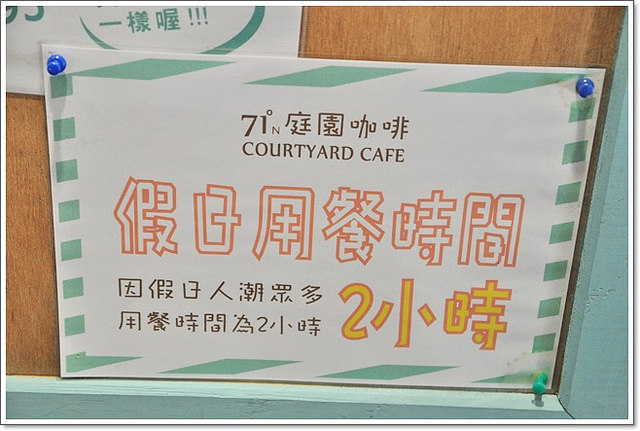 一樣喔!!!
71°N 庭園咖啡
COURTYARD CAFE
假日用餐時間
因假日人潮眾多
用餐時間為2小時
2小時